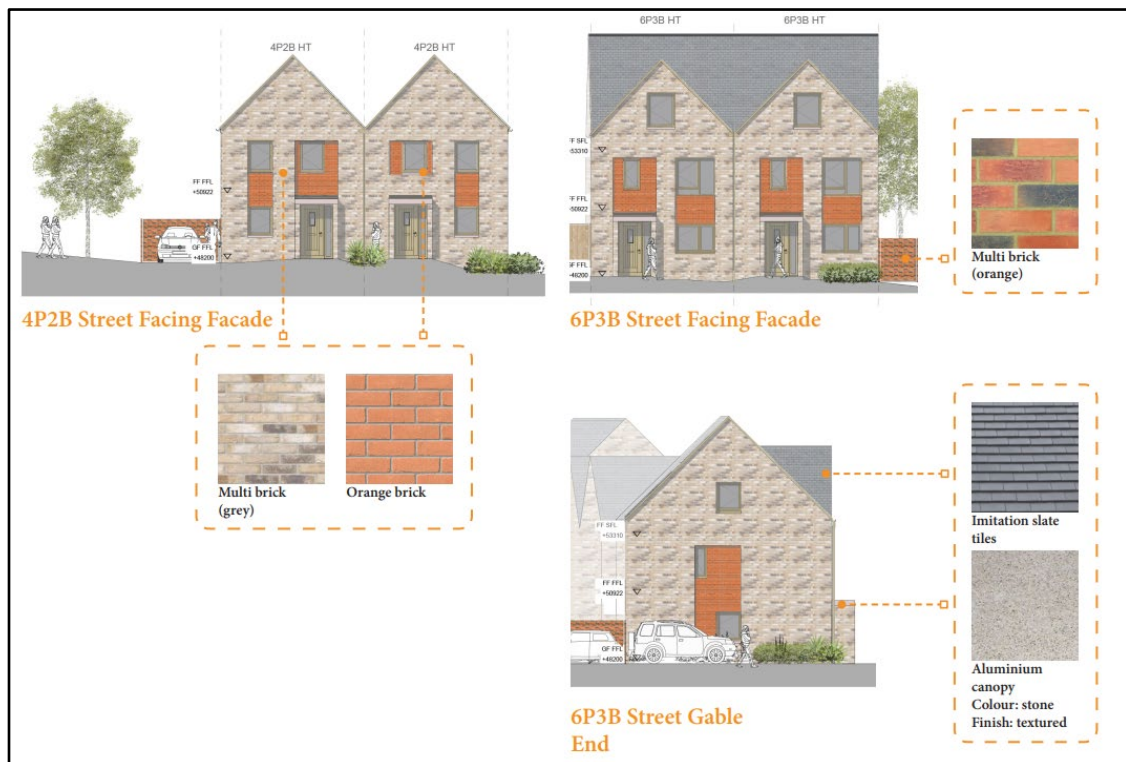 4P2B HT
4P2B HT
FF FFL
+50922
GF FFL
+48200
4P2B Street Facing Facade
Multi brick
(grey)
Orange brick
6P3B HT
6P3B HT
FF SFL
+53310
FF FFL
+50922
GF FFL
+48200
6P3B Street Facing Facade
Multi brick
(orange)
FF SFL
+53310
FF FFL
+50922
GF FFL
+48200
6P3B Street Gable
End
Imitation slate
tiles
Aluminium
canopy
Colour: stone
Finish: textured